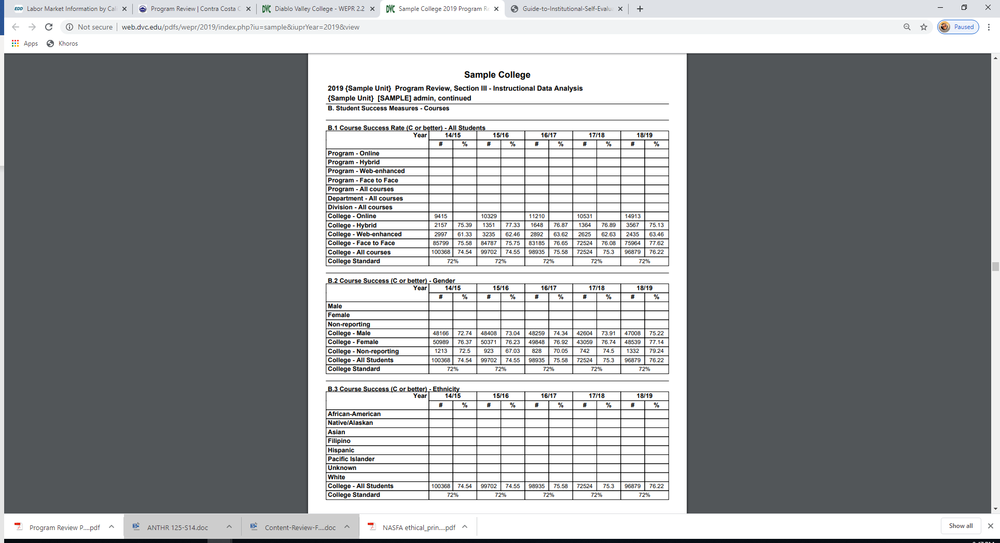 EDD Labor Market Information by Cal
Program Review | Contra Costa C
DVC Diablo Valley College - WEPR 2.2
DVC Sample College 2019 Program Re
Guide-to-Institutional-Self-Evalua
Not secure | web.dvc.edu/pdfs/wepr/2019/index.php?iu=sample&iuprYear=2019&view
Paused
Apps Khoros
Sample College
2019 {Sample Unit} Program Review, Section III - Instructional Data Analysis
{Sample Unit} [SAMPLE] admin, continued
B. Student Success Measures - Courses
B.1 Course Success Rate (C or better) - All Students
Year 14/15 15/16 16/17 17/18 18/19
# % # % # % # % # %
Program - Online
Program - Hybrid
Program - Web-enhanced
Program - Face to Face
Program - All courses
Department - All courses
Division - All courses
College - Online 9415 10329 11210 10531 14913
College - Hybrid 2157 75.39 1351 77.33 1648 76.87 1364 76.89 3567 75.13
College - Web-enhanced 2997 61.33 3235 62.46 2892 63.62 2625 62.63 2435 63.46
College - Face to Face 85799 75.58 84787 75.75 83185 76.65 72524 76.08 75964 77.62
College - All courses 100368 74.54 99702 74.55 98935 75.58 72524 75.3 96879 76.22
College Standard 72% 72% 72% 72% 72%
B.2 Course Success (C or better) - Gender
Year 14/15 15/16 16/17 17/18 18/19
# % # % # % # % # %
Male
Female
Non-reporting
College - Male 48166 72.74 48408 73.04 48259 74.34 42604 73.91 47008 75.22
College - Female 50989 76.37 50371 76.23 49848 76.92 43059 76.74 48539 77.14
College - Non-reporting 1213 72.5 923 67.03 828 70.05 742 74.5 1332 79.24
College - All Students 100368 74.54 99702 74.55 98935 75.58 72524 75.3 96879 76.22
College Standard 72% 72% 72% 72% 72%
B.3 Course Success (C or better) - Ethnicity
Year 14/15 15/16 16/17 17/18 18/19
# % # % # % # % # %
African-American
Native/Alaskan
Asian
Filipino
Hispanic
Pacific Islander
Unknown
White
College - All Students 100368 74.54 99702 74.55 98935 75.58 72524 75.3 96879 76.22
College Standard 72% 72% 72% 72% 72%
Program Review P....pdf
ANTHR 125-S14.doc
Content-Review-F....doc
NASFA ethical_prin....pdf
Show all